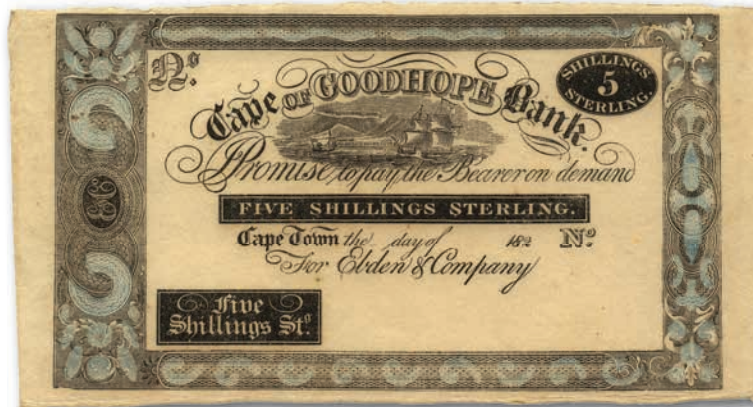 No.
SHILLINGS
5
STERLING.
Cape OF GOODHOPE Bank.
I Promise to pay the Bearer on demand
FIVE SHILLINGS STERLING.
Cape Town the day of 182 No
For Ebden & Company
Five
Shillings Stg.